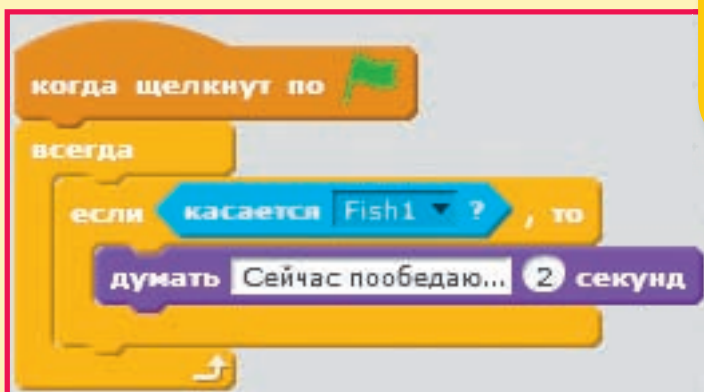 когда щелкнут по
всегда
если касается Fish1 ? , то
думать Сейчас пообедаю... 2 секунд